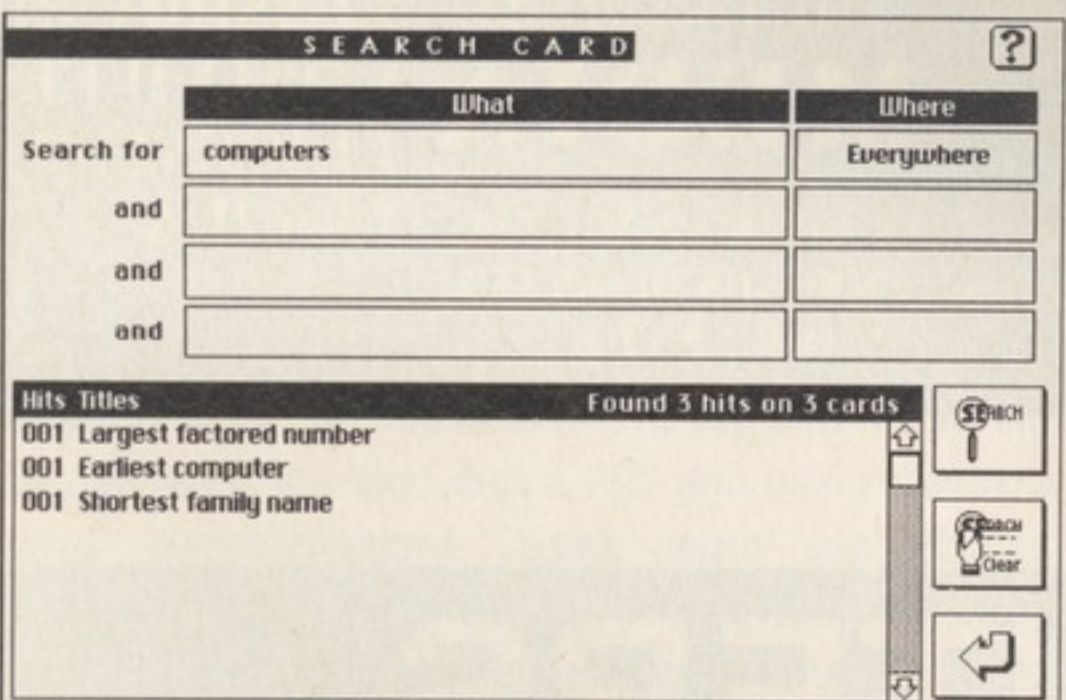 SEARCH CARD
?
What Where
Search for computers Everywhere
and
and
and
Hits Titles Found 3 hits on 3 cards
001 Largest factored number
001 Earliest computer
001 Shortest family name
SEARCH
SEARCH
Clear